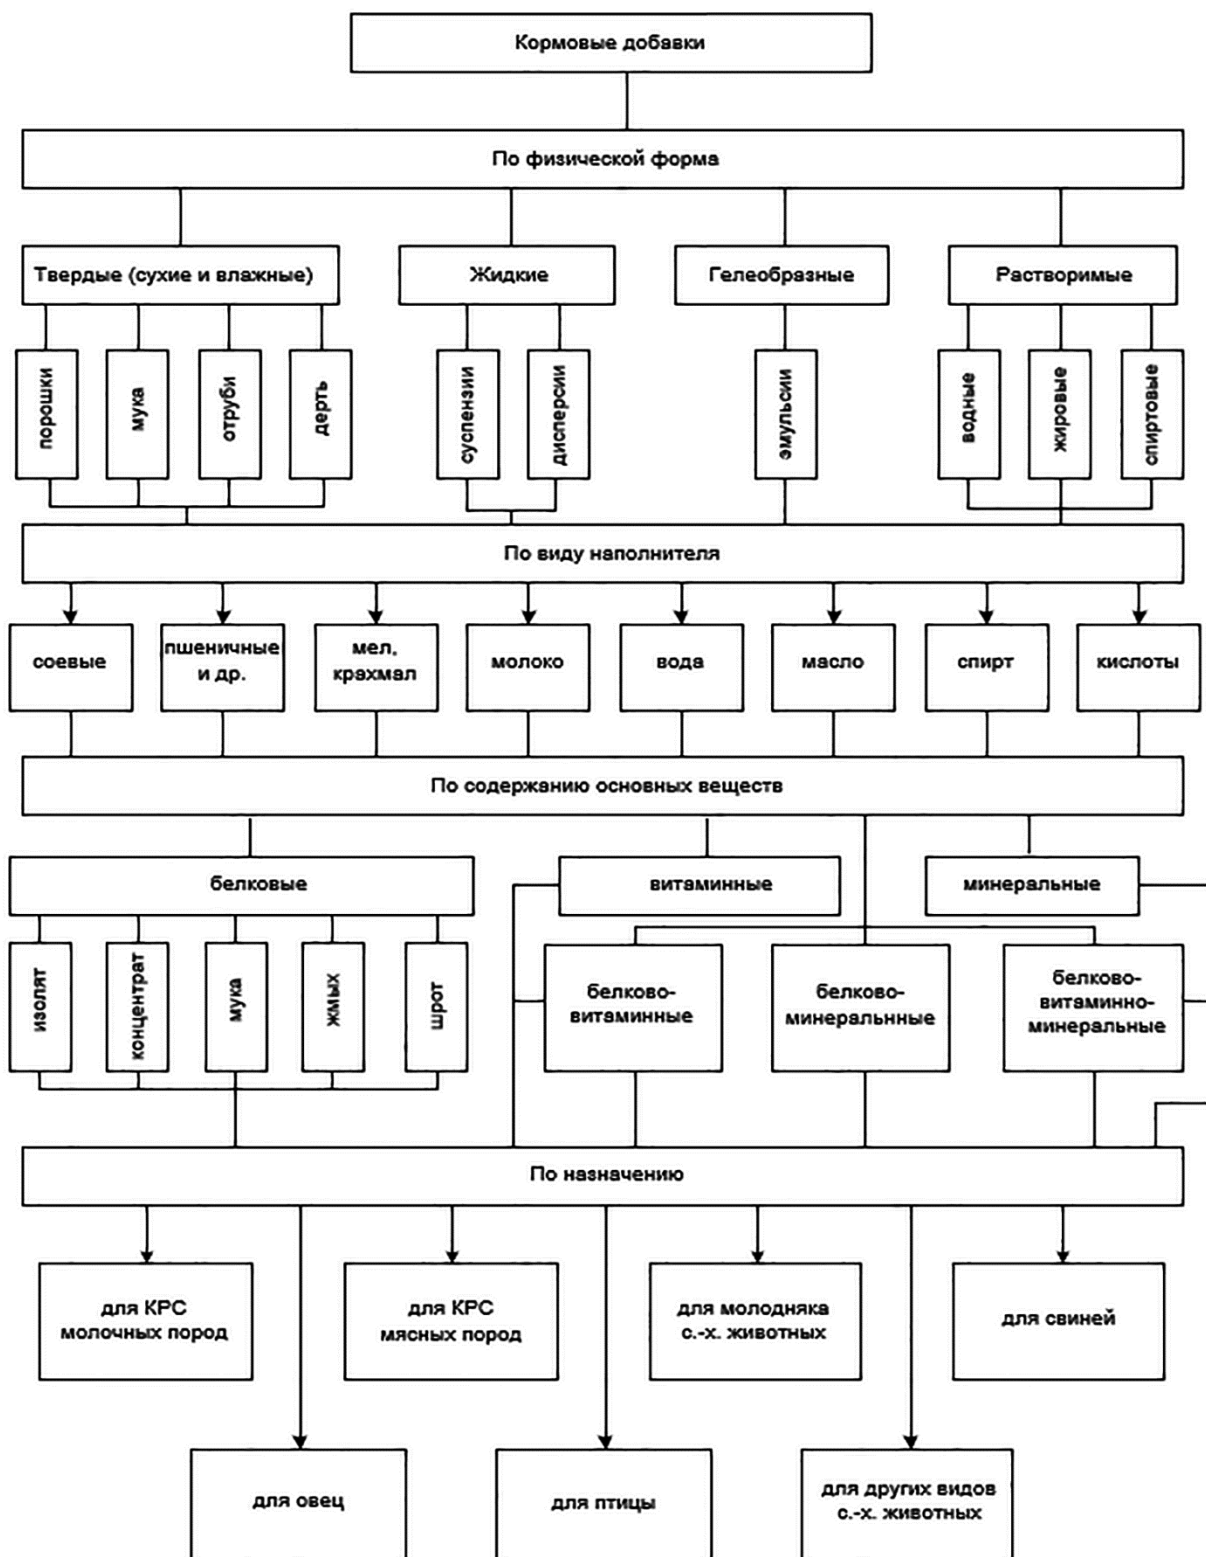 Кормовые добавки
По физической форма
Твердые (сухие и влажные)
Жидкие
Гелеобразные
Растворимые
порошки
мука
отруби
дерть
суспензии
дисперсии
эмульсии
водные
жировые
спиртовые
По виду наполнителя
соевые
пшеничные
и др.
мел,
крахмал
молоко
вода
масло
спирт
кислоты
По содержанию основных веществ
белковые
витаминные
минеральные
изолят
концентрат
мука
жмых
шрот
белково-
витаминные
белково-
минеральнные
белково-
витаминно-
минеральные
По назначению
для КРС
молочных пород
для КРС
мясных пород
для молодняка
с.-х. животных
для свиней
для овец
для птицы
для других видов
с.-х. животных